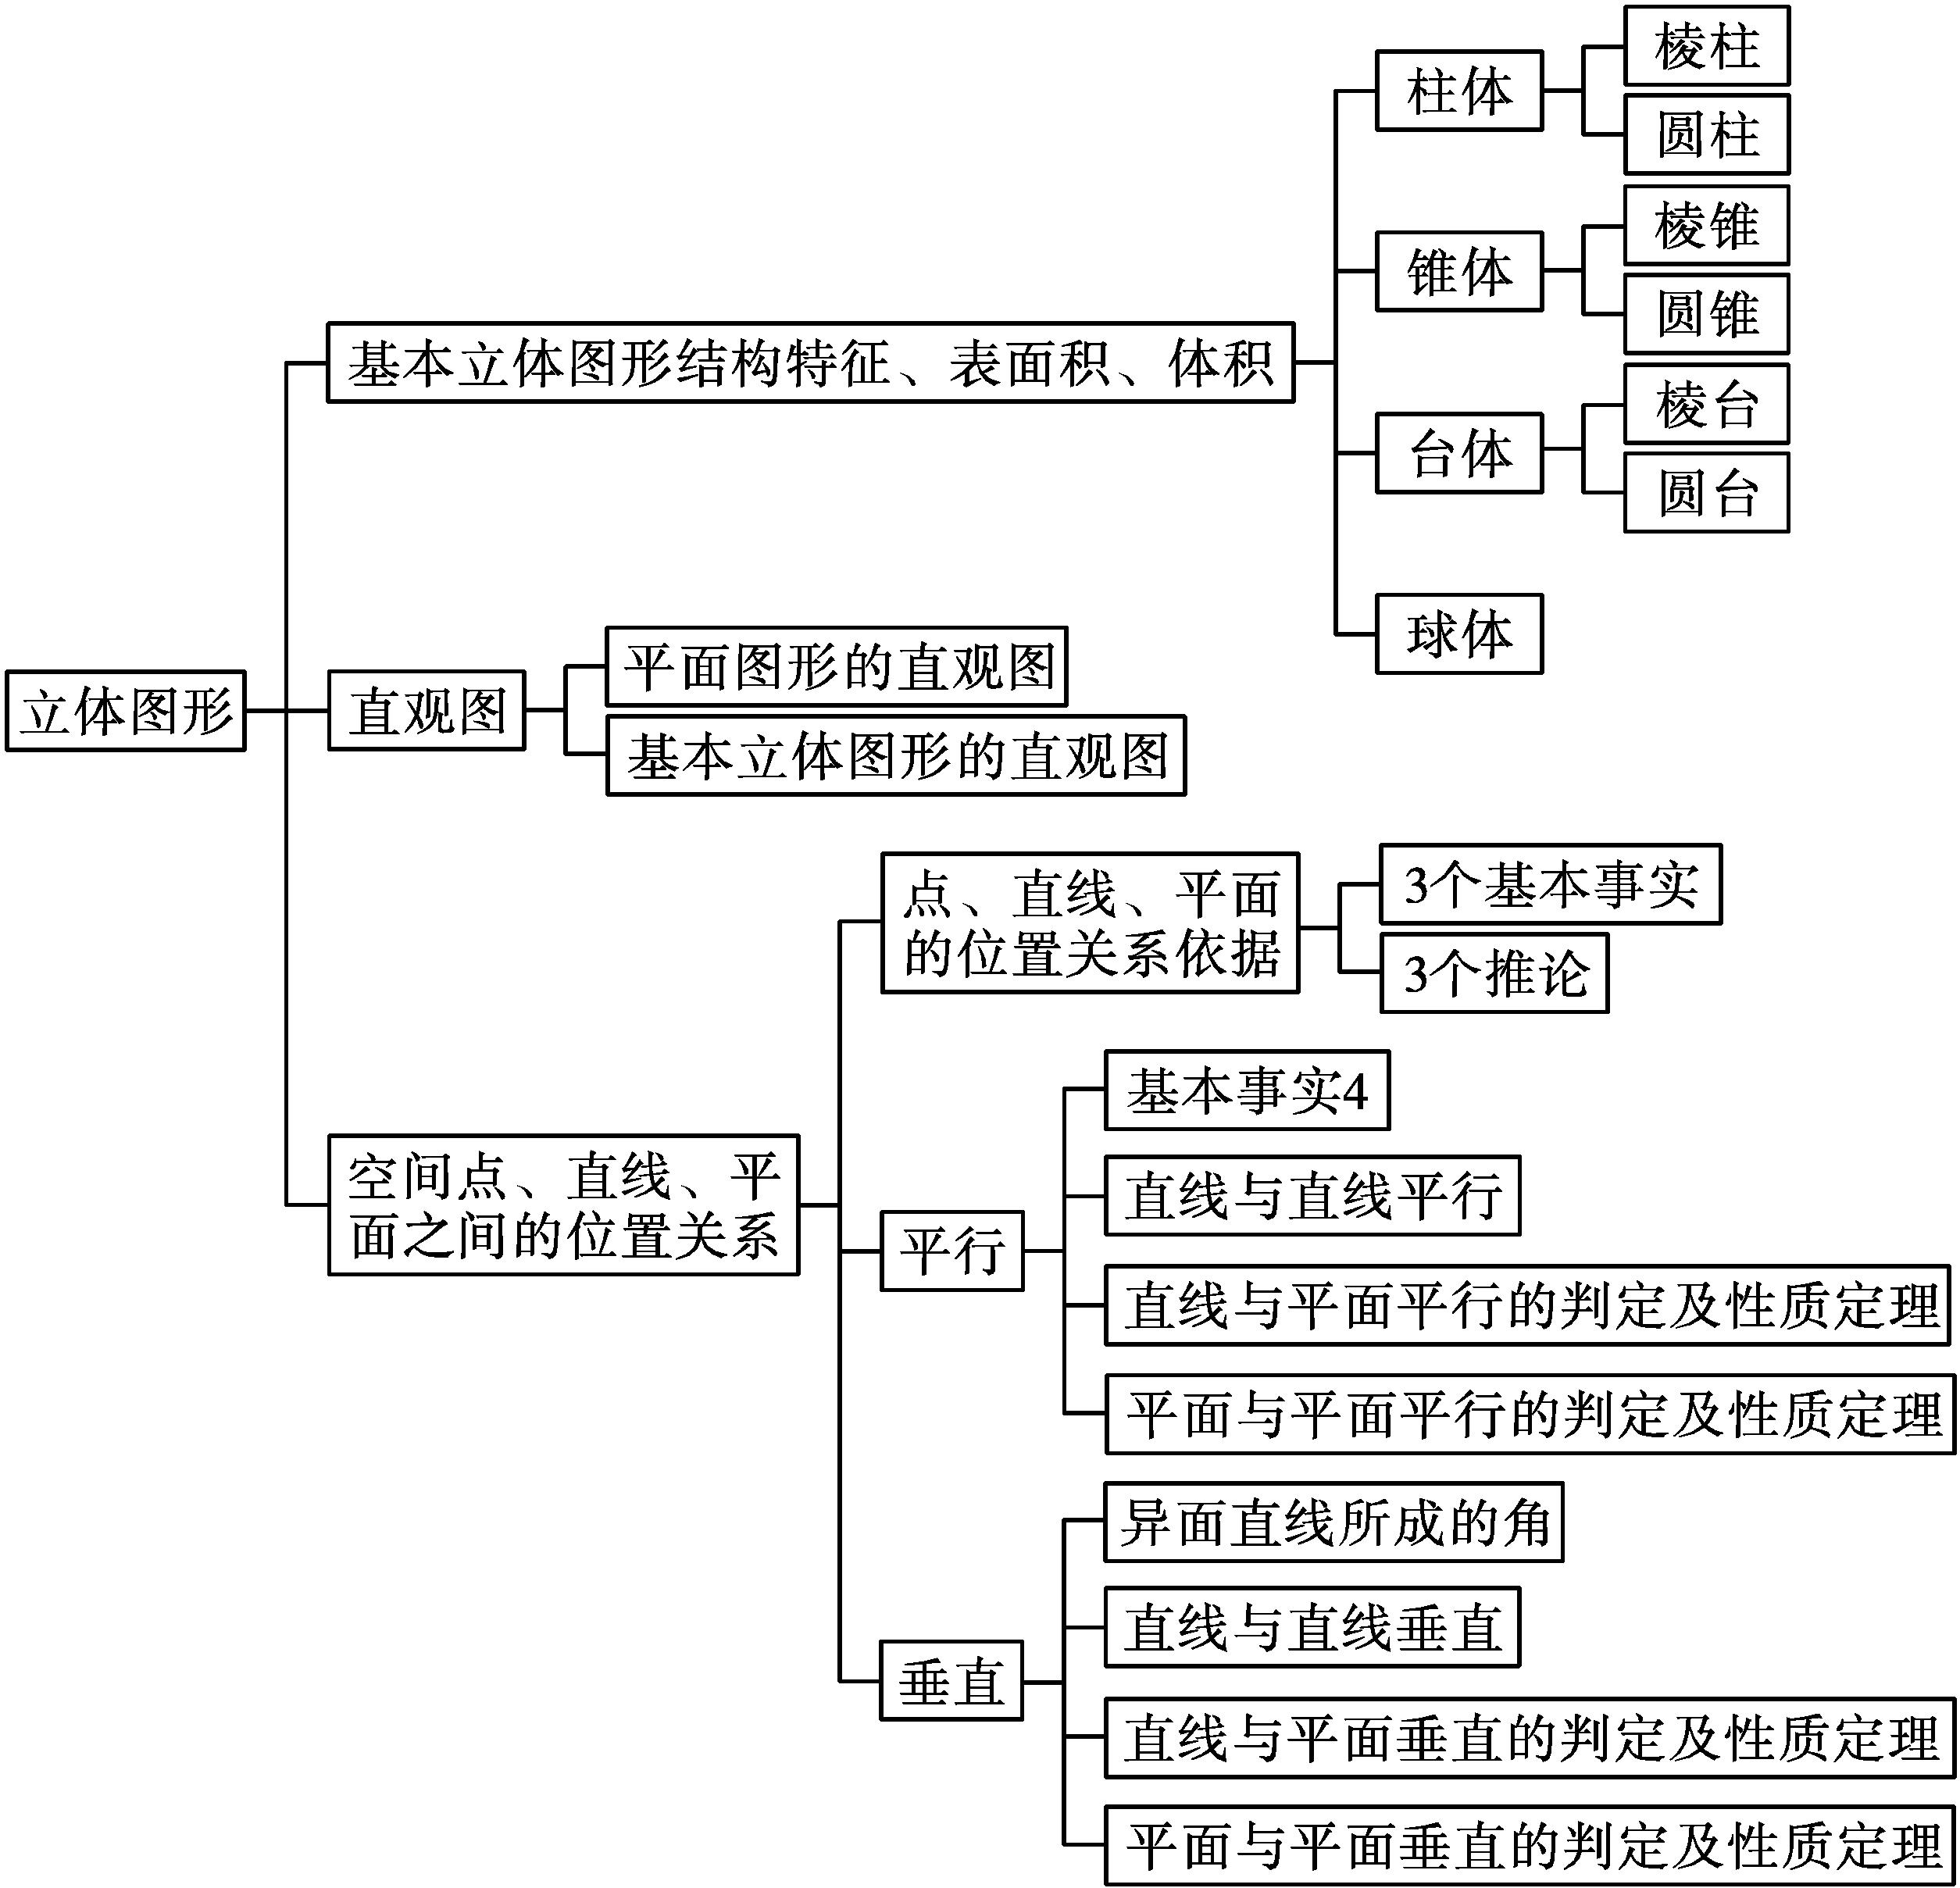 立体图形
基本立体图形结构特征、表面积、体积
柱体
棱柱
圆柱
锥体
棱锥
圆锥
台体
棱台
圆台
球体
直观图
平面图形的直观图
基本立体图形的直观图
空间点、直线、平
面之间的位置关系
点、直线、平面
的位置关系依据
3个基本事实
3个推论
平行
基本事实4
直线与直线平行
直线与平面平行的判定及性质定理
平面与平面平行的判定及性质定理
垂直
异面直线所成的角
直线与直线垂直
直线与平面垂直的判定及性质定理
平面与平面垂直的判定及性质定理